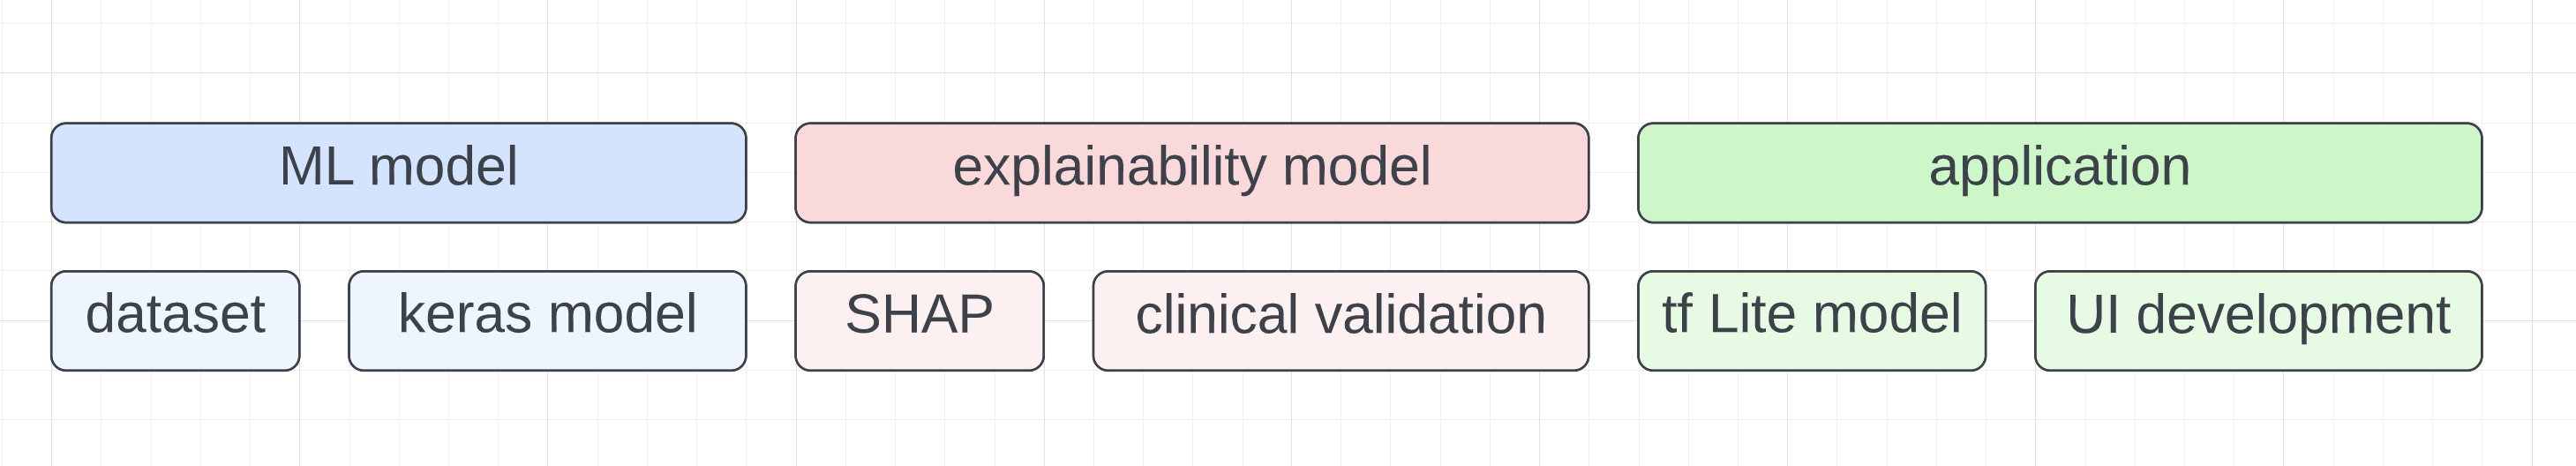 ML model
explainability model
application
dataset
keras model
SHAP
clinical validation
tf Lite model
UI development